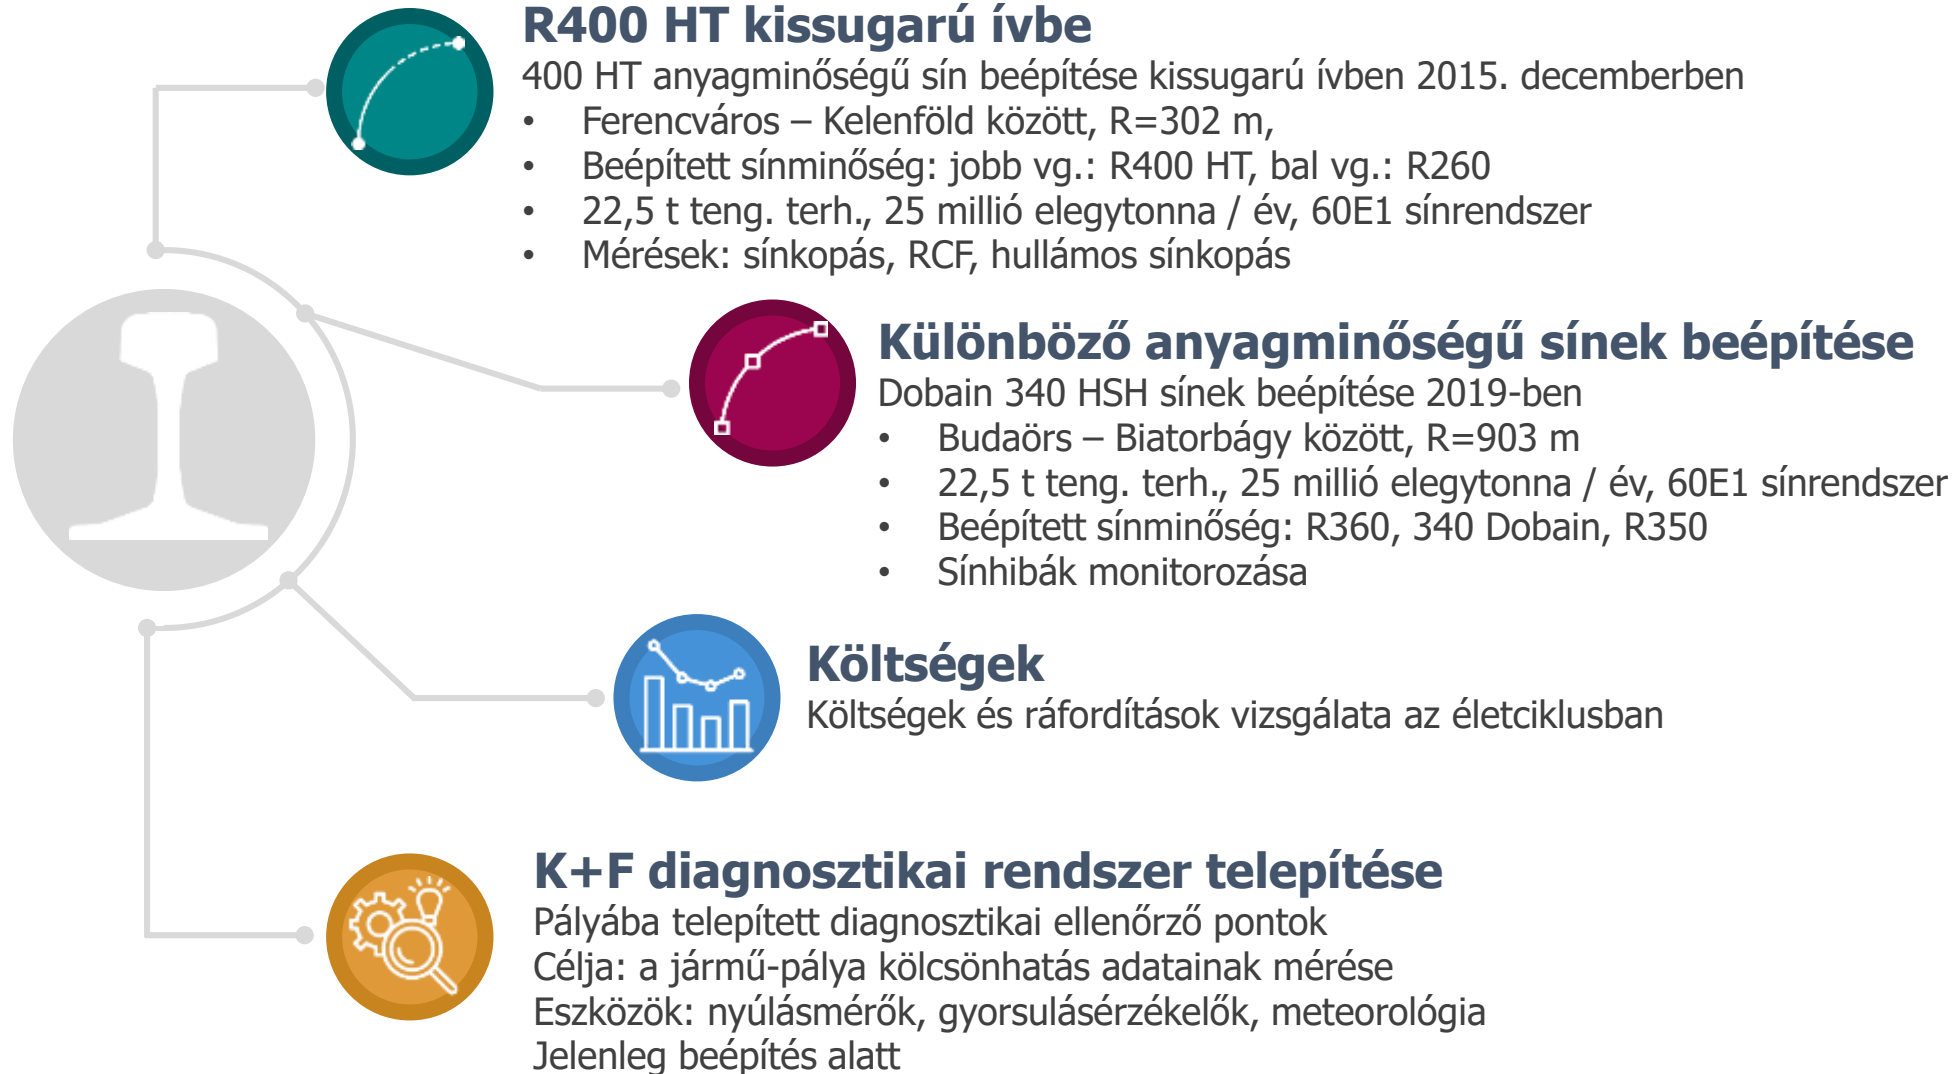 R400 HT kissugarú ívbe
400 HT anyagminőségű sín beépítése kissugarú ívben 2015. decemberben
• Ferencváros – Kelenföld között, R=302 m,
• Beépített sínminőség: jobb vg.: R400 HT, bal vg.: R260
• 22,5 t teng. terh., 25 millió elegytonna / év, 60E1 sínrendszer
• Mérések: sínkopás, RCF, hullámos sínkopás
Különböző anyagminőségű sínek beépítése
Dobain 340 HSH sínek beépítése 2019-ben
• Budaörs – Biatorbágy között, R=903 m
• 22,5 t teng. terh., 25 millió elegytonna / év, 60E1 sínrendszer
• Beépített sínminőség: R360, 340 Dobain, R350
• Sínhibák monitorozása
Költségek
Költségek és ráfordítások vizsgálata az életciklusban
K+F diagnosztikai rendszer telepítése
Pályába telepített diagnosztikai ellenőrző pontok
Célja: a jármű-pálya kölcsönhatás adatainak mérése
Eszközök: nyúlásmérők, gyorsulásérzékelők, meteorológia
Jelenleg beépítés alatt